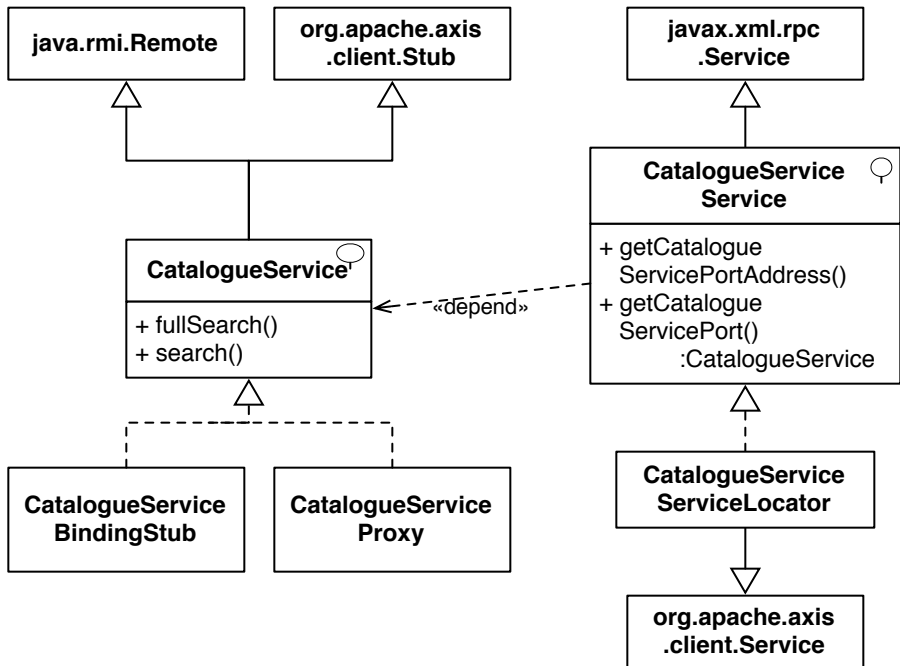 java.rmi.Remote
org.apache.axis
.client.Stub
javax.xml.rpc
.Service
CatalogueService
Service
+ getCatalogue
ServicePortAddress()
+ getCatalogue
ServicePort()
:CatalogueService
CatalogueService
+ fullSearch()
+ search()
«depend»
CatalogueService
BindingStub
CatalogueService
Proxy
CatalogueService
ServiceLocator
org.apache.axis
.client.Service